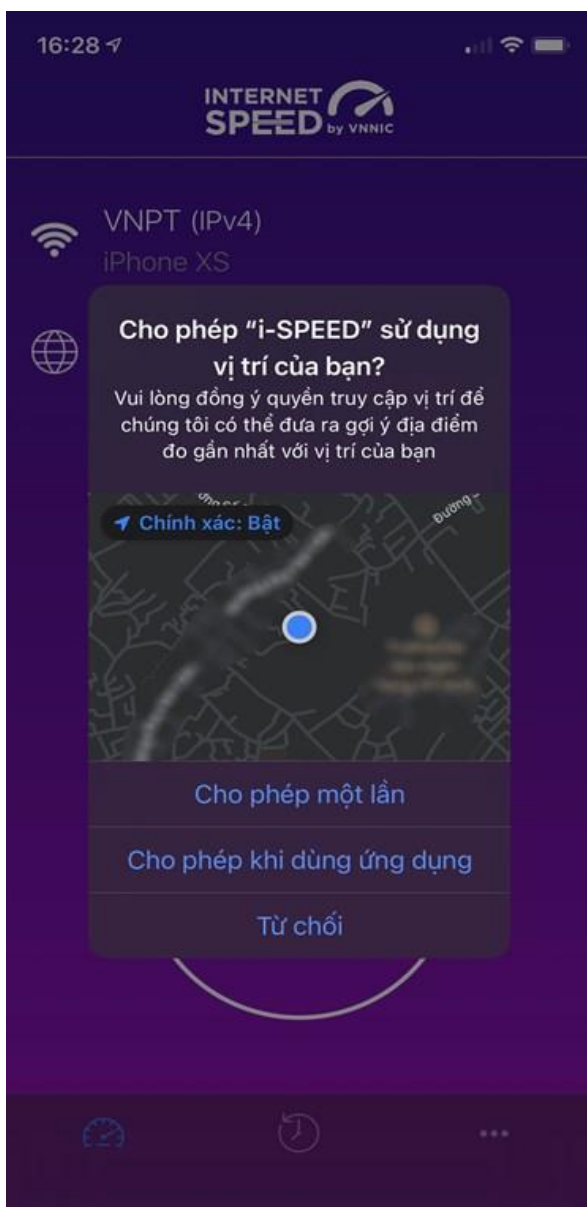 16:28
INTERNET
SPEED by VNNIC
VNPT (IPv4)
iPhone XS
Cho phép “i-SPEED” sử dụng
vị trí của bạn?
Vui lòng đồng ý quyền truy cập vị trí để
chúng tôi có thể đưa ra gợi ý địa điểm
đo gần nhất với vị trí của bạn
Chính xác: Bật
Đường
Cho phép một lần
Cho phép khi dùng ứng dụng
Từ chối